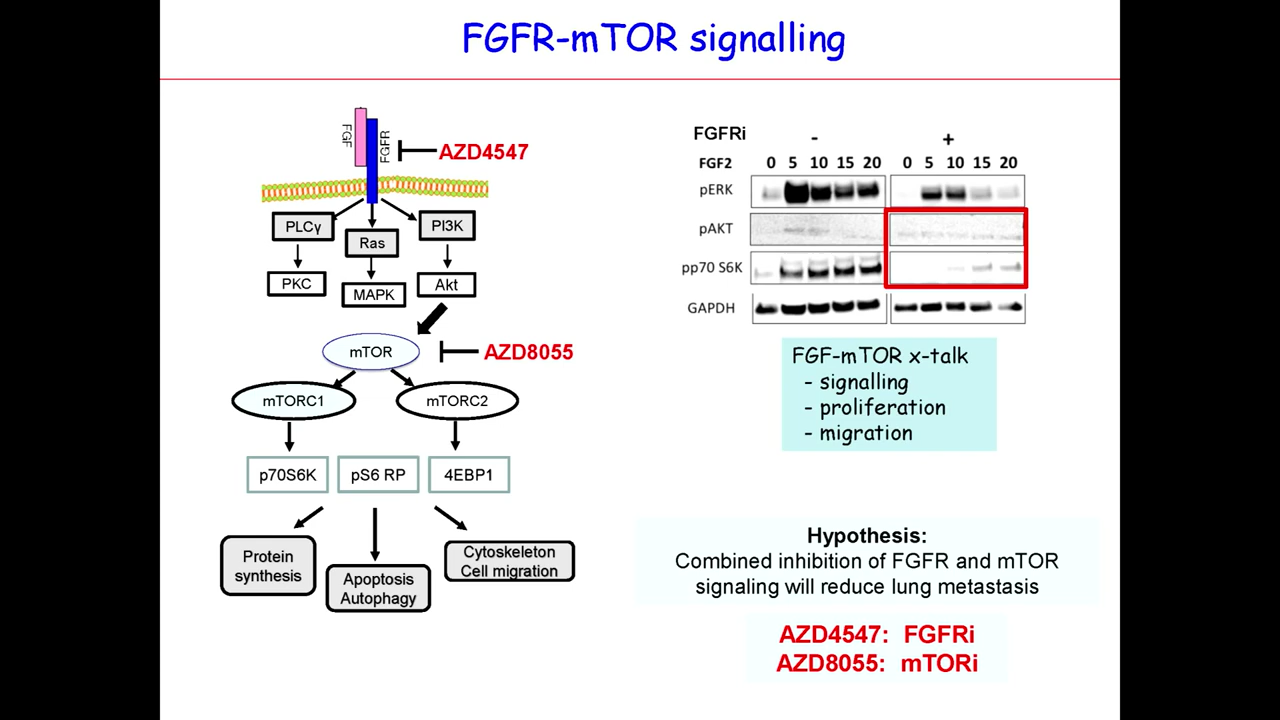 FGFR-mTOR signalling
FGF
FGFR
AZD4547
PLCγ
Ras
PI3K
PKC
MAPK
Akt
mTOR
AZD8055
mTORC1
mTORC2
p70S6K
pS6 RP
4EBP1
Protein
synthesis
Apoptosis
Autophagy
Cytoskeleton
Cell migration
FGFRi - +
FGF2 0 5 10 15 20 0 5 10 15 20
pERK
pAKT
pp70 S6K
GAPDH
FGF-mTOR x-talk
- signalling
- proliferation
- migration
Hypothesis:
Combined inhibition of FGFR and mTOR
signaling will reduce lung metastasis
AZD4547: FGFRi
AZD8055: mTORi